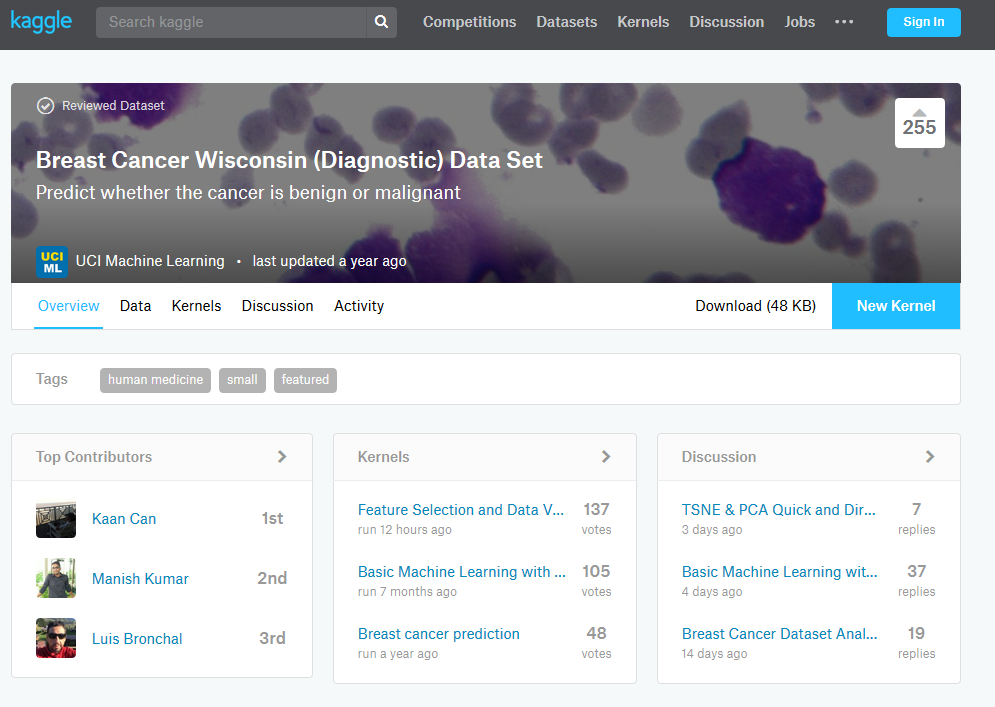 kaggle
Search kaggle
Competitions Datasets Kernels Discussion Jobs ••• Sign In
Reviewed Dataset
255
Breast Cancer Wisconsin (Diagnostic) Data Set
Predict whether the cancer is benign or malignant
UCI
ML
UCI Machine Learning • last updated a year ago
Overview Data Kernels Discussion Activity Download (48 KB) New Kernel
Tags human medicine small featured
Top Contributors
Kaan Can 1st
Manish Kumar 2nd
Luis Bronchal 3rd
Kernels
Feature Selection and Data V... 137
run 12 hours ago votes
Basic Machine Learning with ... 105
run 7 months ago votes
Breast cancer prediction 48
run a year ago votes
Discussion
TSNE & PCA Quick and Dir... 7
3 days ago replies
Basic Machine Learning wit... 37
4 days ago replies
Breast Cancer Dataset Anal... 19
14 days ago replies